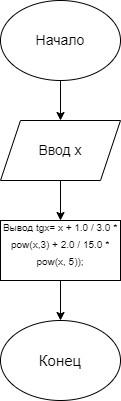 Начало
Ввод x
Вывод tgx= x + 1.0 / 3.0 *
pow(x,3) + 2.0 / 15.0 *
pow(x, 5));
Конец